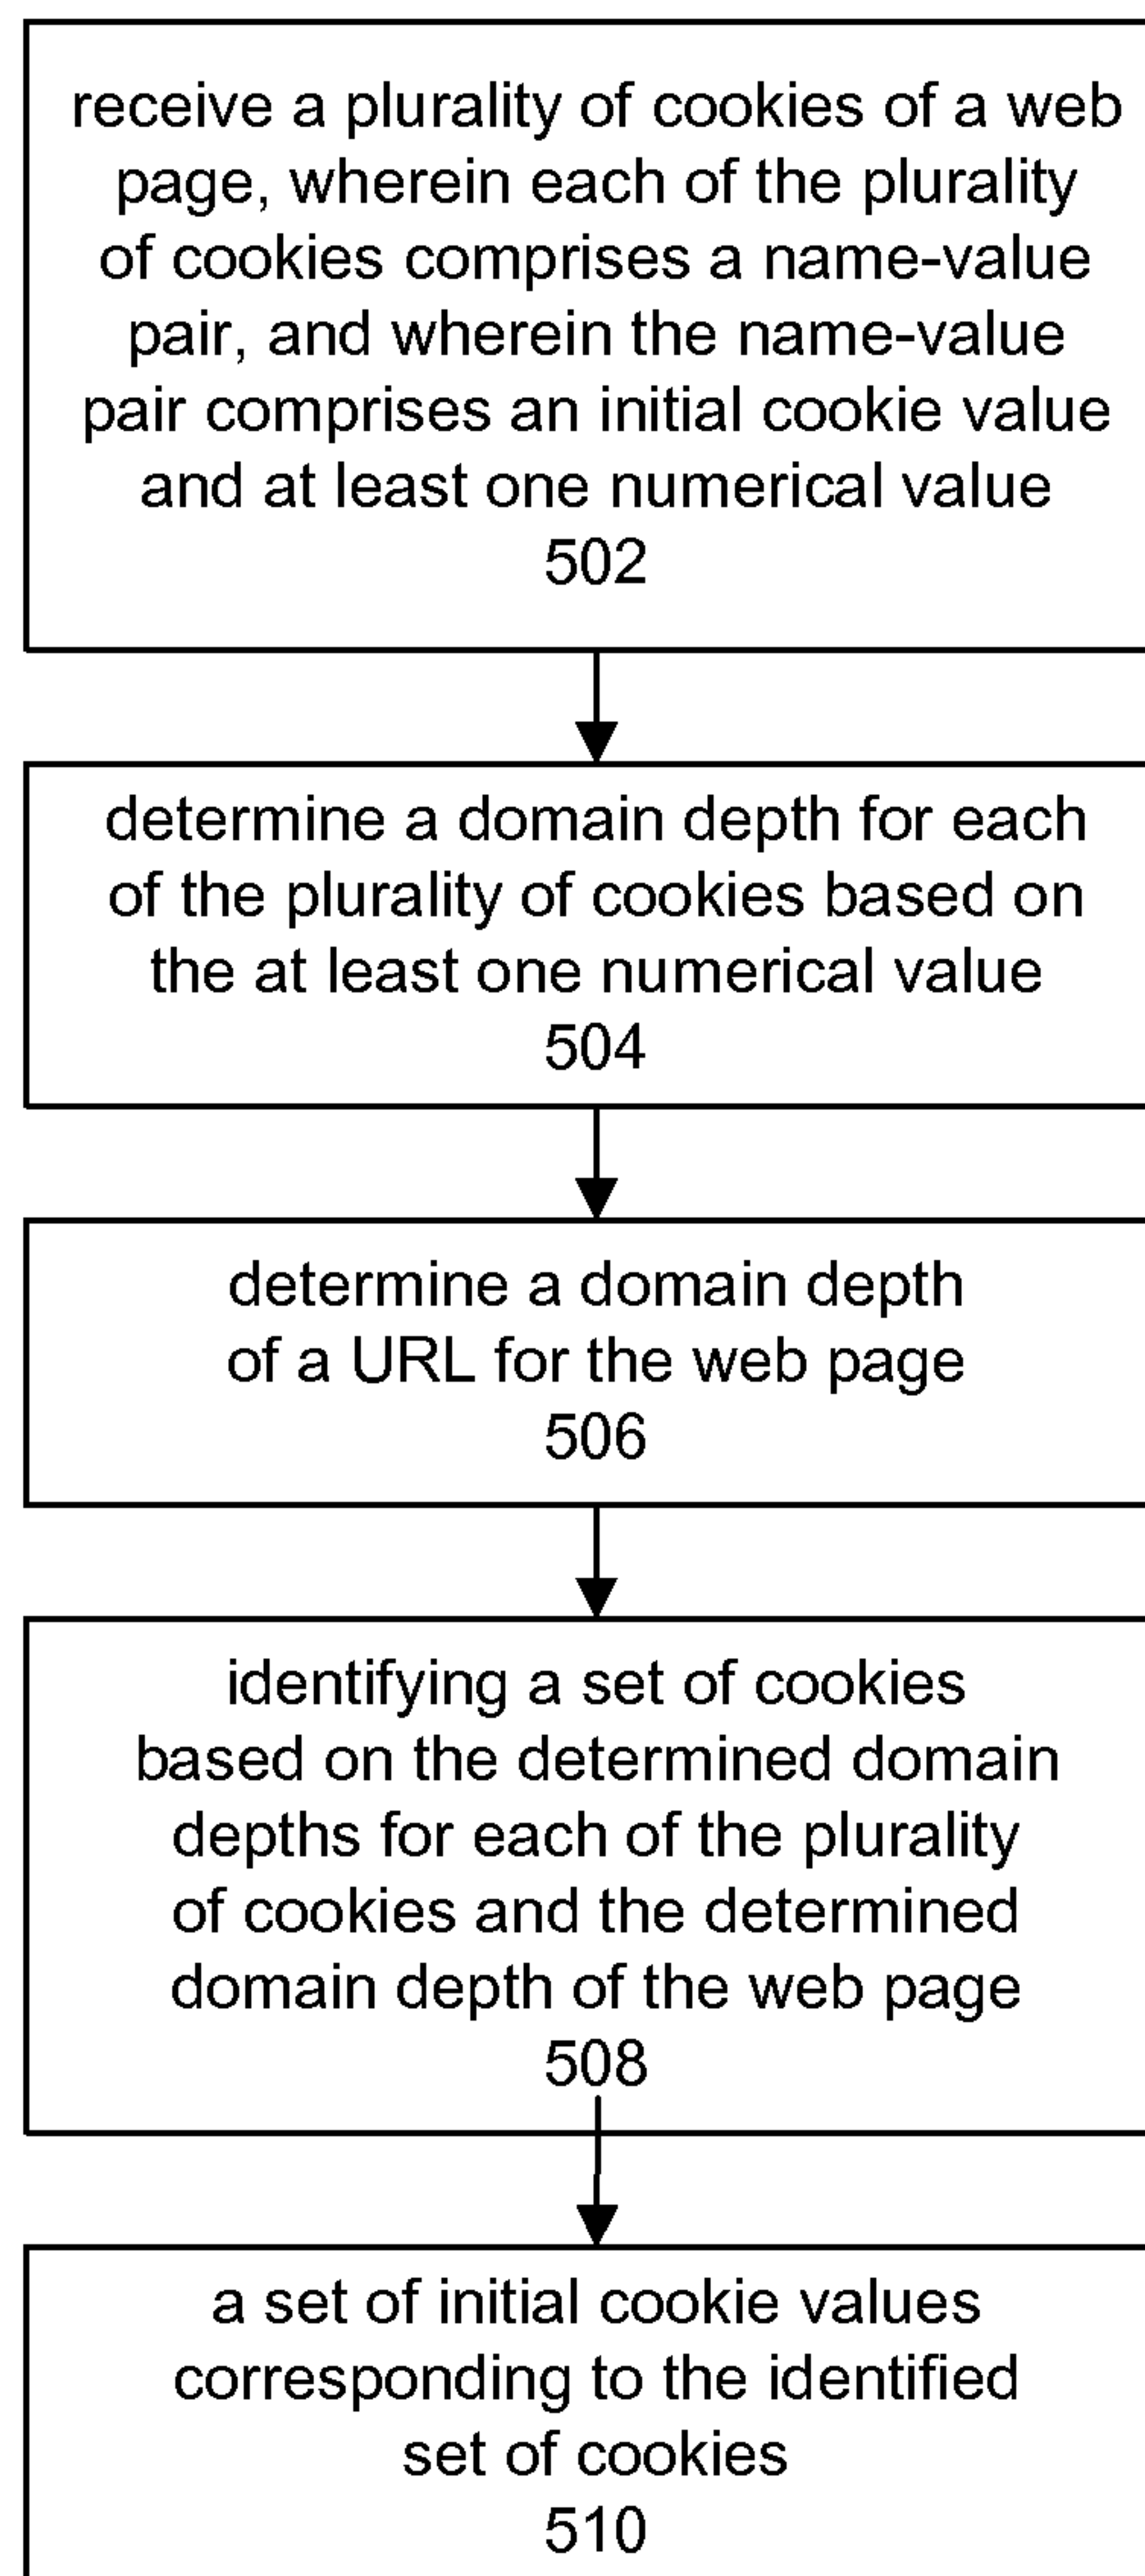 receive a plurality of cookies of a web
page, wherein each of the plurality
of cookies comprises a name-value
pair, and wherein the name-value
pair comprises an initial cookie value
and at least one numerical value
502
determine a domain depth for each
of the plurality of cookies based on
the at least one numerical value
504
determine a domain depth
of a URL for the web page
506
identifying a set of cookies
based on the determined domain
depths for each of the plurality
of cookies and the determined
domain depth of the web page
508
a set of initial cookie values
corresponding to the identified
set of cookies
510